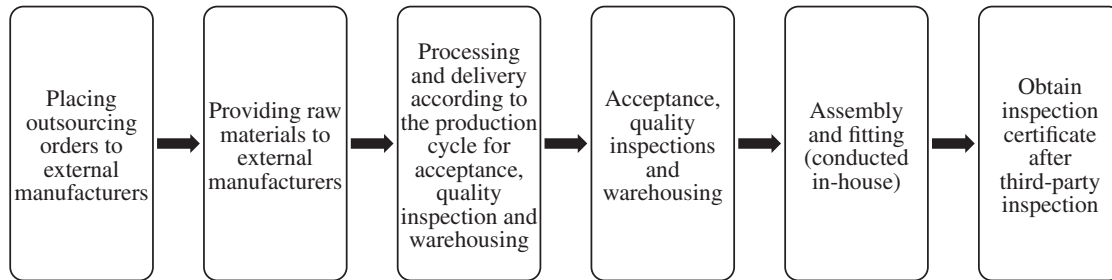 Placing
outsourcing
orders to
external
manufacturers
Providing raw
materials to
external
manufacturers
Processing
and delivery
according to
the production
cycle for
acceptance,
quality
inspection and
warehousing
Acceptance,
quality
inspections
and
warehousing
Assembly
and fitting
(conducted
in-house)
Obtain
inspection
certificate
after
third-party
inspection